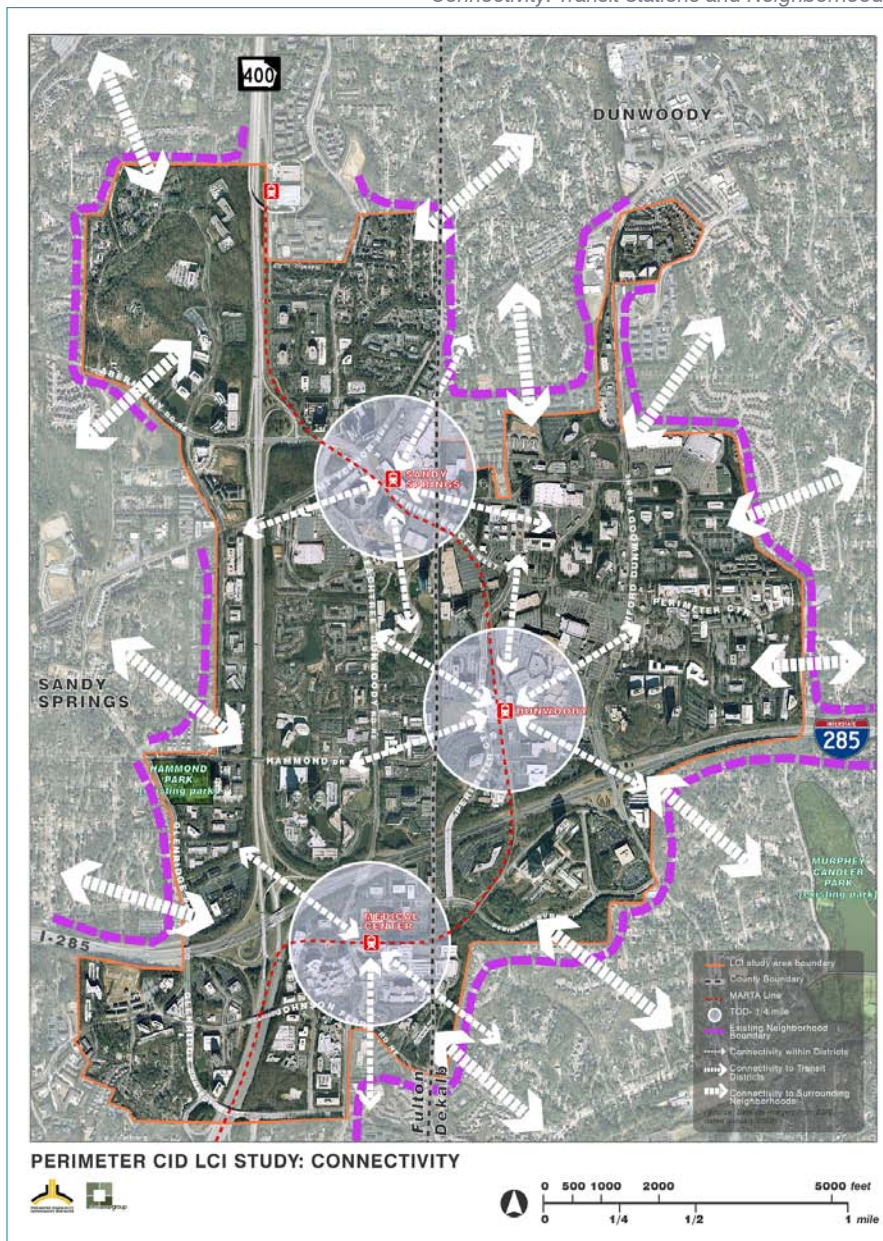 Connectivity: Transit Stations and Neighborhood
400
DUNWOODY
SANDY
SPRINGS
PERIMETER CTR
DUNWOODY
SANDY
SPRINGS
INTERSTATE
285
HAMMOND DR
HAMMOND
PARK
(existing park)
GLENRIDGE
MURPHEY
CANDLER
PARK
(existing park)
MEDICAL
CENTER
I-285
JOHNSON
Fulton
Dekalb
LCI study area boundary
County Boundary
MARTA Line
TOD- 1/4 mile
Existing Neighborhood
Boundary
Connectivity within Districts
Connectivity to Transit
Districts
Connectivity to Surrounding
Neighborhoods
PERIMETER CID LCI STUDY: CONNECTIVITY
0 500 1000 2000 5000 feet
0 1/4 1/2 1 mile